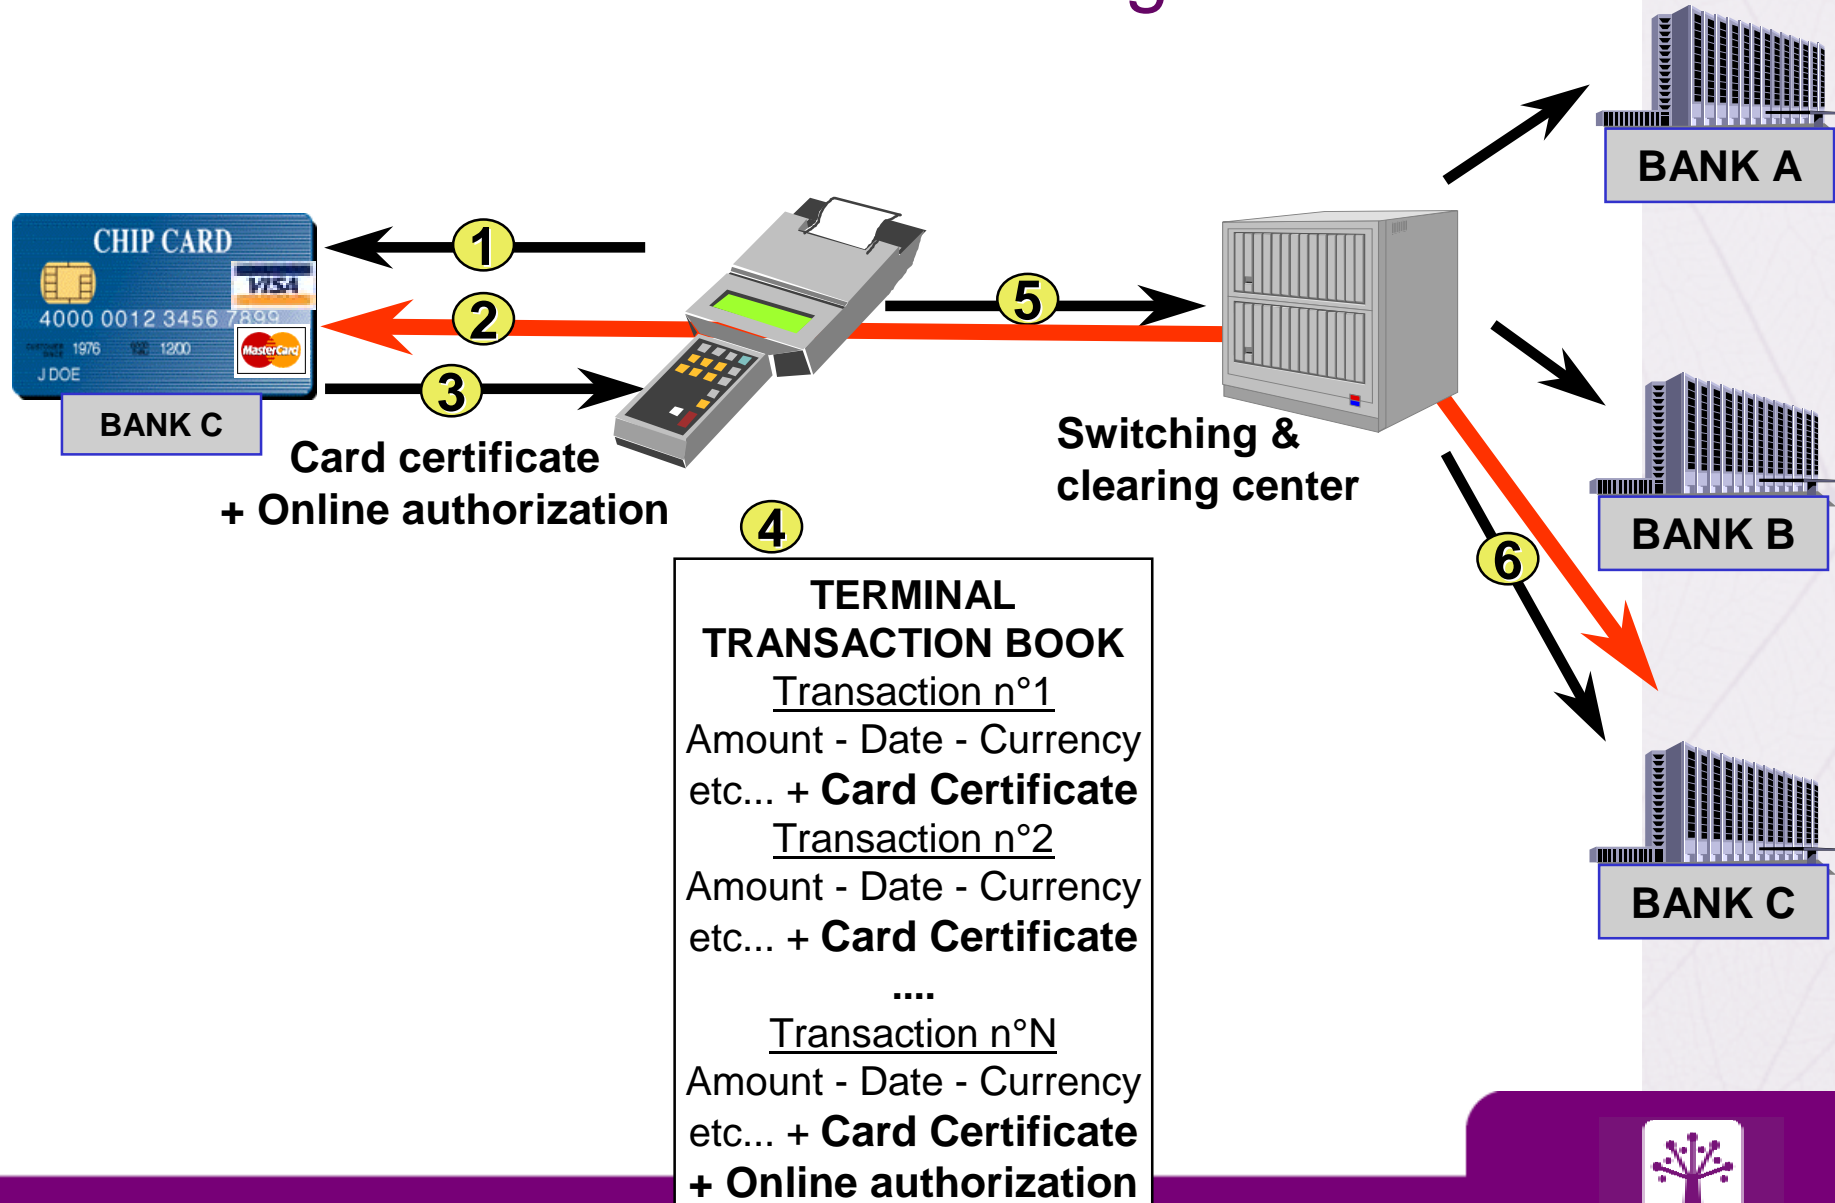 g
BANK A
CHIP CARD
VISA
4000 0012 3456 7899
1976 1200
MasterCard
J DOE
BANK C
1
2
3
5
Card certificate
+ Online authorization
Switching &
clearing center
BANK B
6
4
TERMINAL
TRANSACTION BOOK
Transaction n°1
Amount - Date - Currency
etc... + Card Certificate
Transaction n°2
Amount - Date - Currency
etc... + Card Certificate
....
Transaction n°N
Amount - Date - Currency
etc... + Card Certificate
+ Online authorization
BANK C